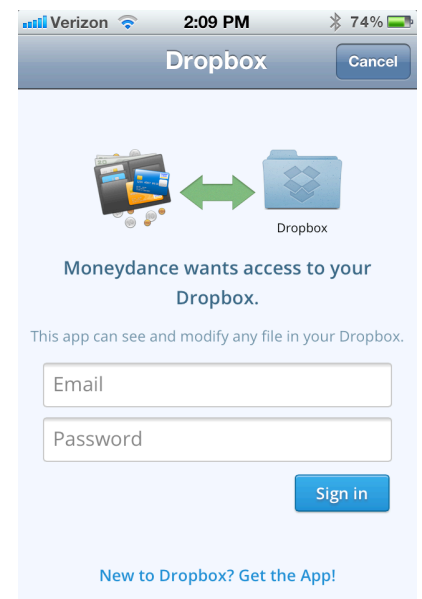 Verizon 2:09 PM 74%
Dropbox Cancel
Dropbox
Moneydance wants access to your
Dropbox.
This app can see and modify any file in your Dropbox.
Email
Password
Sign in
New to Dropbox? Get the App!